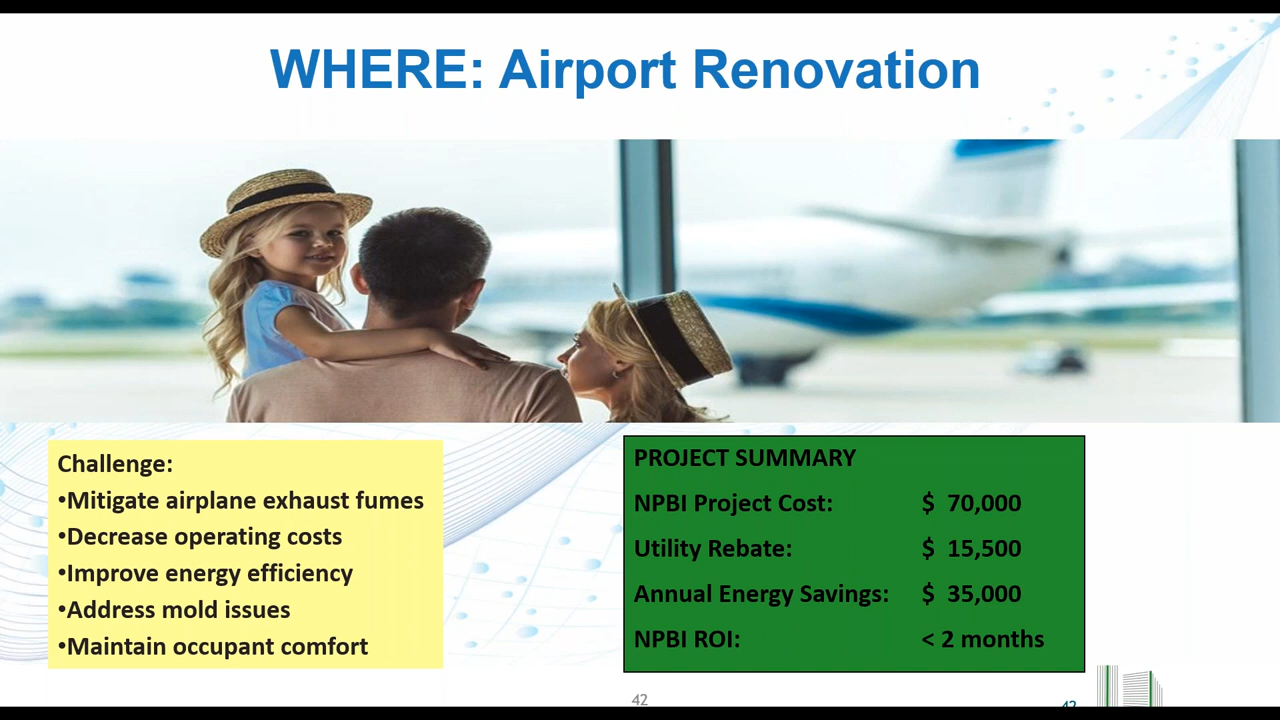 WHERE: Airport Renovation
Challenge:
•Mitigate airplane exhaust fumes
•Decrease operating costs
•Improve energy efficiency
•Address mold issues
•Maintain occupant comfort
PROJECT SUMMARY
NPBI Project Cost: $ 70,000
Utility Rebate: $ 15,500
Annual Energy Savings: $ 35,000
NPBI ROI: < 2 months
42
42